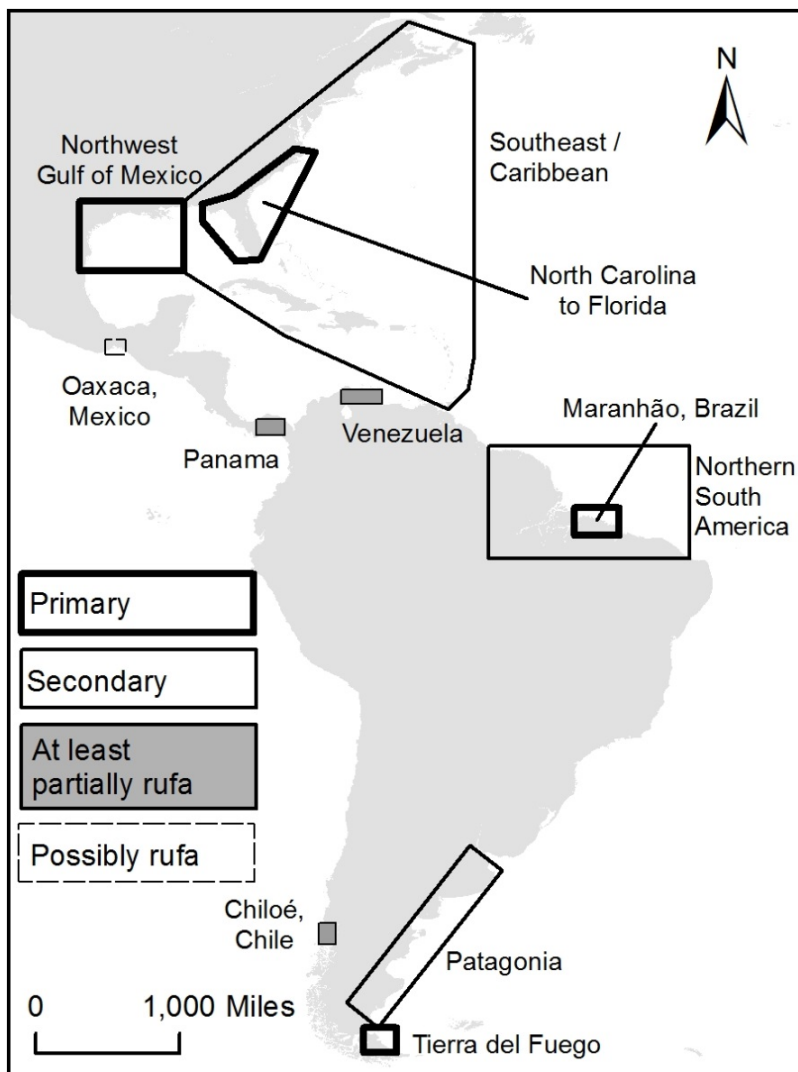 N
Northwest
Gulf of Mexico
Southeast /
Caribbean
North Carolina
to Florida
Oaxaca,
Mexico
Panama
Venezuela
Maranhão, Brazil
Northern
South
America
Primary
Secondary
At least
partially rufa
Possibly rufa
Chiloé,
Chile
Patagonia
0 1,000 Miles
Tierra del Fuego